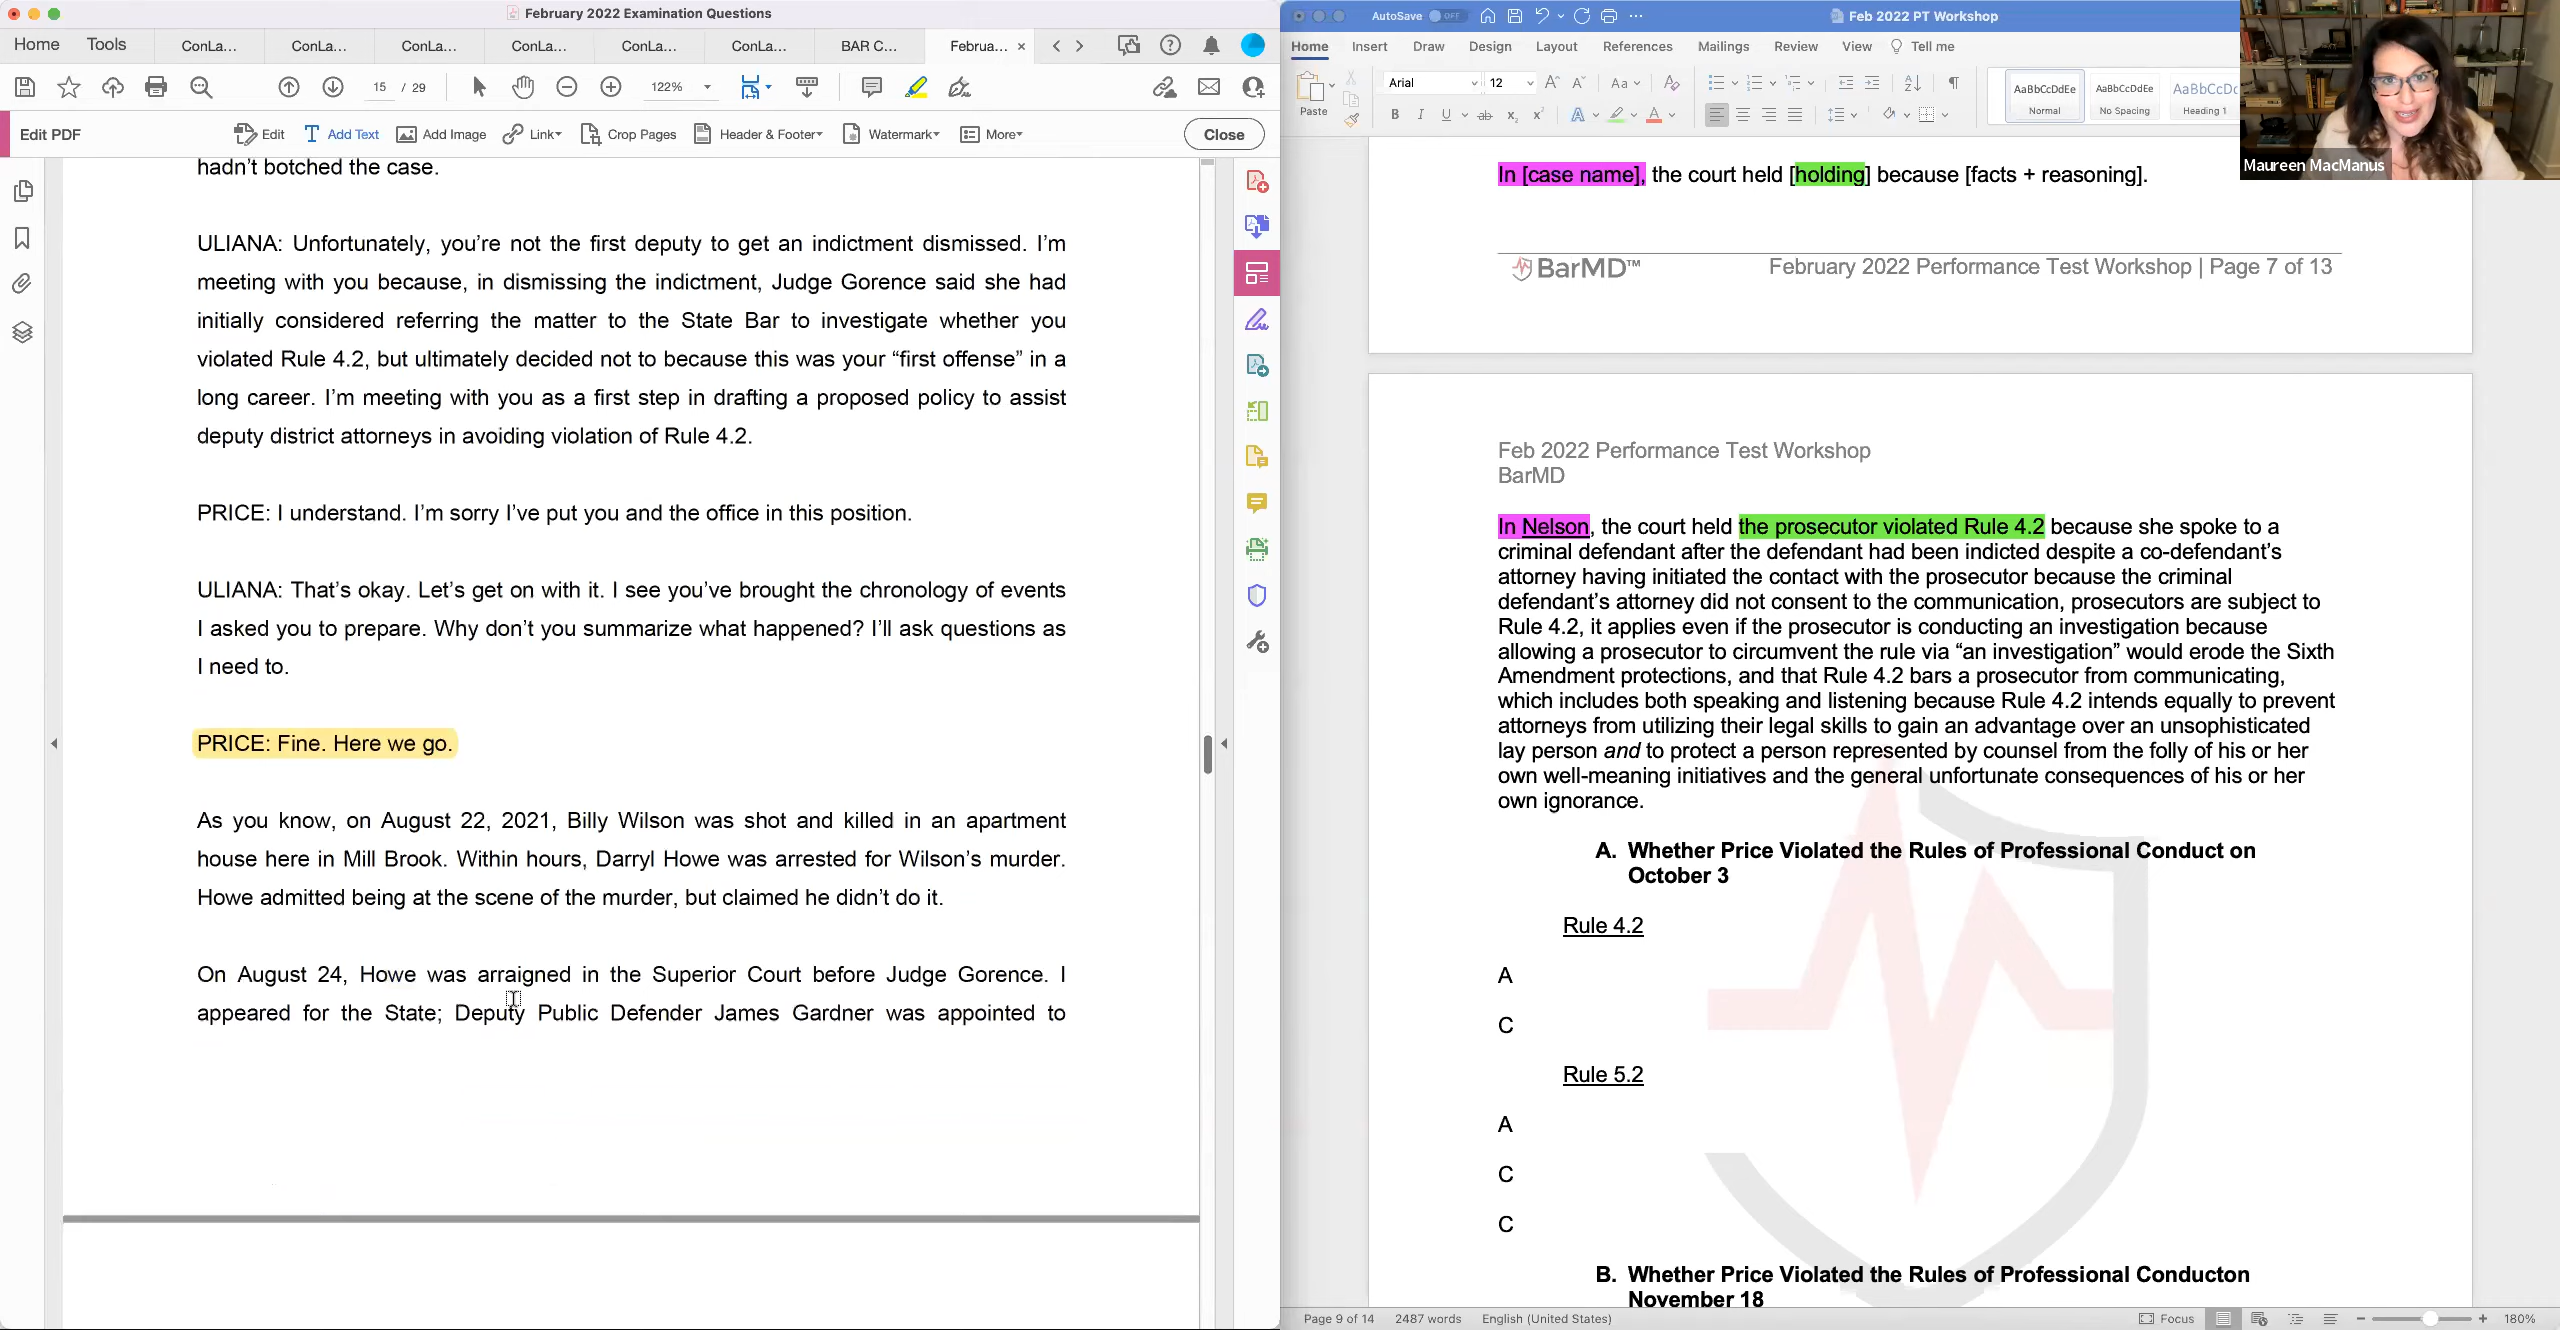 February 2022 Examination Questions
Home Tools ConLa... ConLa... ConLa... ConLa... ConLa... ConLa... BAR C... Februa... ×
15 / 29 122%
Edit PDF Edit Add Text Add Image Link Crop Pages Header & Footer Watermark More Close
hadn't botched the case.
ULIANA: Unfortunately, you're not the first deputy to get an indictment dismissed. I'm
meeting with you because, in dismissing the indictment, Judge Gorence said she had
initially considered referring the matter to the State Bar to investigate whether you
violated Rule 4.2, but ultimately decided not to because this was your “first offense” in a
long career. I'm meeting with you as a first step in drafting a proposed policy to assist
deputy district attorneys in avoiding violation of Rule 4.2.
PRICE: I understand. I'm sorry I've put you and the office in this position.
ULIANA: That's okay. Let's get on with it. I see you've brought the chronology of events
I asked you to prepare. Why don't you summarize what happened? I'll ask questions as
I need to.
PRICE: Fine. Here we go.
As you know, on August 22, 2021, Billy Wilson was shot and killed in an apartment
house here in Mill Brook. Within hours, Darryl Howe was arrested for Wilson's murder.
Howe admitted being at the scene of the murder, but claimed he didn't do it.
On August 24, Howe was arraigned in the Superior Court before Judge Gorence. I
appeared for the State; Deputy Public Defender James Gardner was appointed to
AutoSave OFF Feb 2022 PT Workshop
Home Insert Draw Design Layout References Mailings Review View Tell me
Paste Arial 12 Aa
B I U ab x₂ x² A A
AaBbCcDdEe AaBbCcDdEe AaBbCcDc
Normal No Spacing Heading 1
Maureen MacManus
In [case name], the court held [holding] because [facts + reasoning].
BarMD™ February 2022 Performance Test Workshop | Page 7 of 13
Feb 2022 Performance Test Workshop
BarMD
In Nelson, the court held the prosecutor violated Rule 4.2 because she spoke to a
criminal defendant after the defendant had been indicted despite a co-defendant's
attorney having initiated the contact with the prosecutor because the criminal
defendant's attorney did not consent to the communication, prosecutors are subject to
Rule 4.2, it applies even if the prosecutor is conducting an investigation because
allowing a prosecutor to circumvent the rule via “an investigation” would erode the Sixth
Amendment protections, and that Rule 4.2 bars a prosecutor from communicating,
which includes both speaking and listening because Rule 4.2 intends equally to prevent
attorneys from utilizing their legal skills to gain an advantage over an unsophisticated
lay person and to protect a person represented by counsel from the folly of his or her
own well-meaning initiatives and the general unfortunate consequences of his or her
own ignorance.
A. Whether Price Violated the Rules of Professional Conduct on
October 3
Rule 4.2
A
C
Rule 5.2
A
C
C
B. Whether Price Violated the Rules of Professional Conducton
November 18
Page 9 of 14 2487 words English (United States) Focus 180%